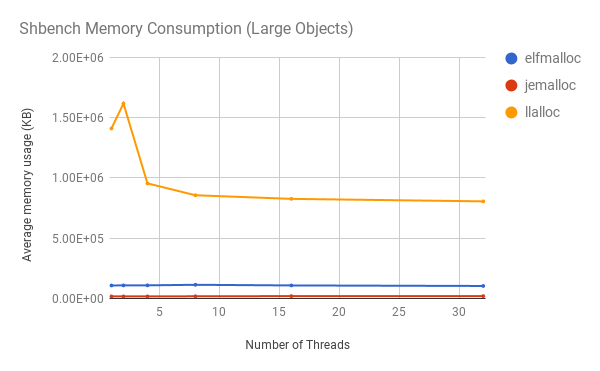 Shbench Memory Consumption (Large Objects)
2.00E+06
1.50E+06
1.00E+06
5.00E+05
0.00E+00
Average memory usage (KB)
5
10
15
20
25
30
Number of Threads
elfmalloc
jemalloc
llalloc